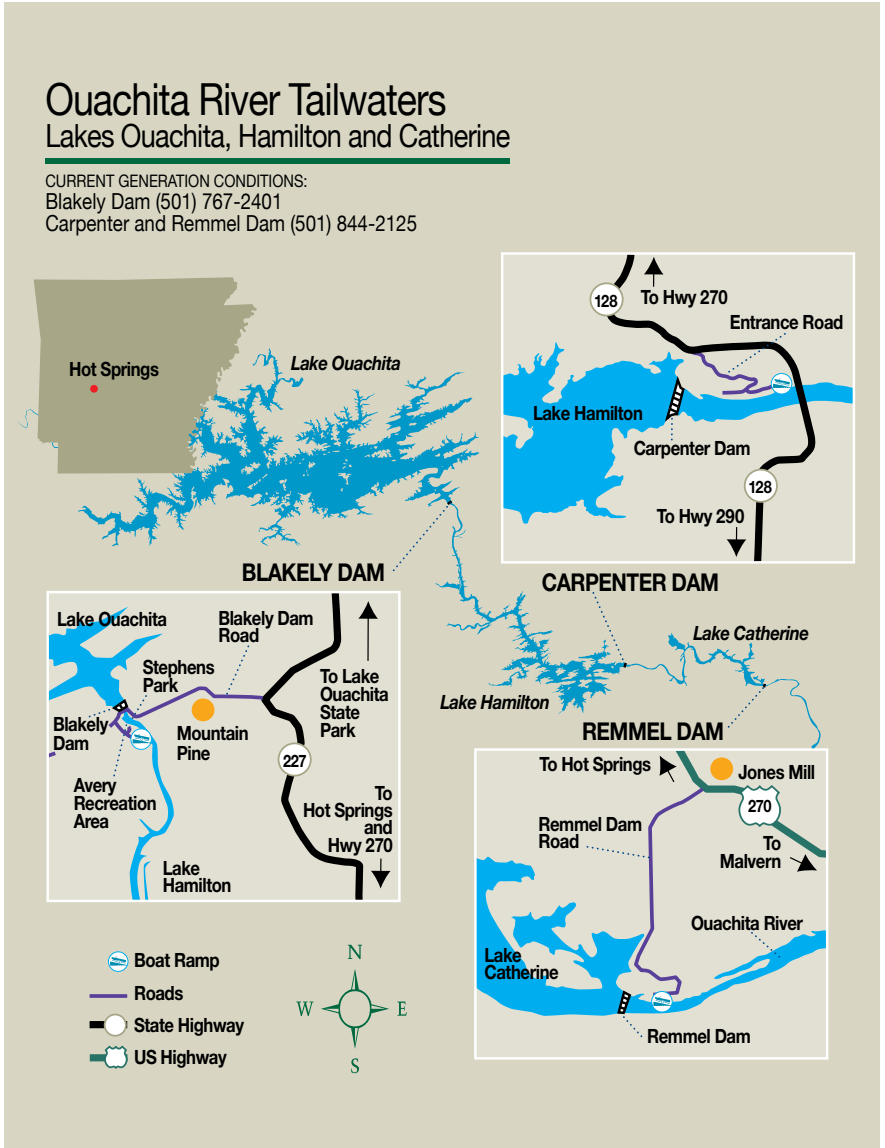 Ouachita River Tailwaters
Lakes Ouachita, Hamilton and Catherine
CURRENT GENERATION CONDITIONS:
Blakely Dam (501) 767-2401
Carpenter and Remmel Dam (501) 844-2125
Hot Springs
Lake Ouachita
128
To Hwy 270
Entrance Road
Lake Hamilton
Carpenter Dam
128
To Hwy 290
BLAKELY DAM
CARPENTER DAM
Lake Catherine
Lake Hamilton
REMMEL DAM
Lake Ouachita
Blakely Dam
Road
Stephens
Park
To Lake
Ouachita
State
Park
Blakely
Dam
Mountain
Pine
227
Avery
Recreation
Area
To
Hot Springs
and
Hwy 270
Lake
Hamilton
To Hot Springs
Jones Mill
270
Remmel Dam
Road
To
Malvern
Ouachita River
Lake
Catherine
Remmel Dam
Boat Ramp
Roads
State Highway
US Highway
N
W
E
S